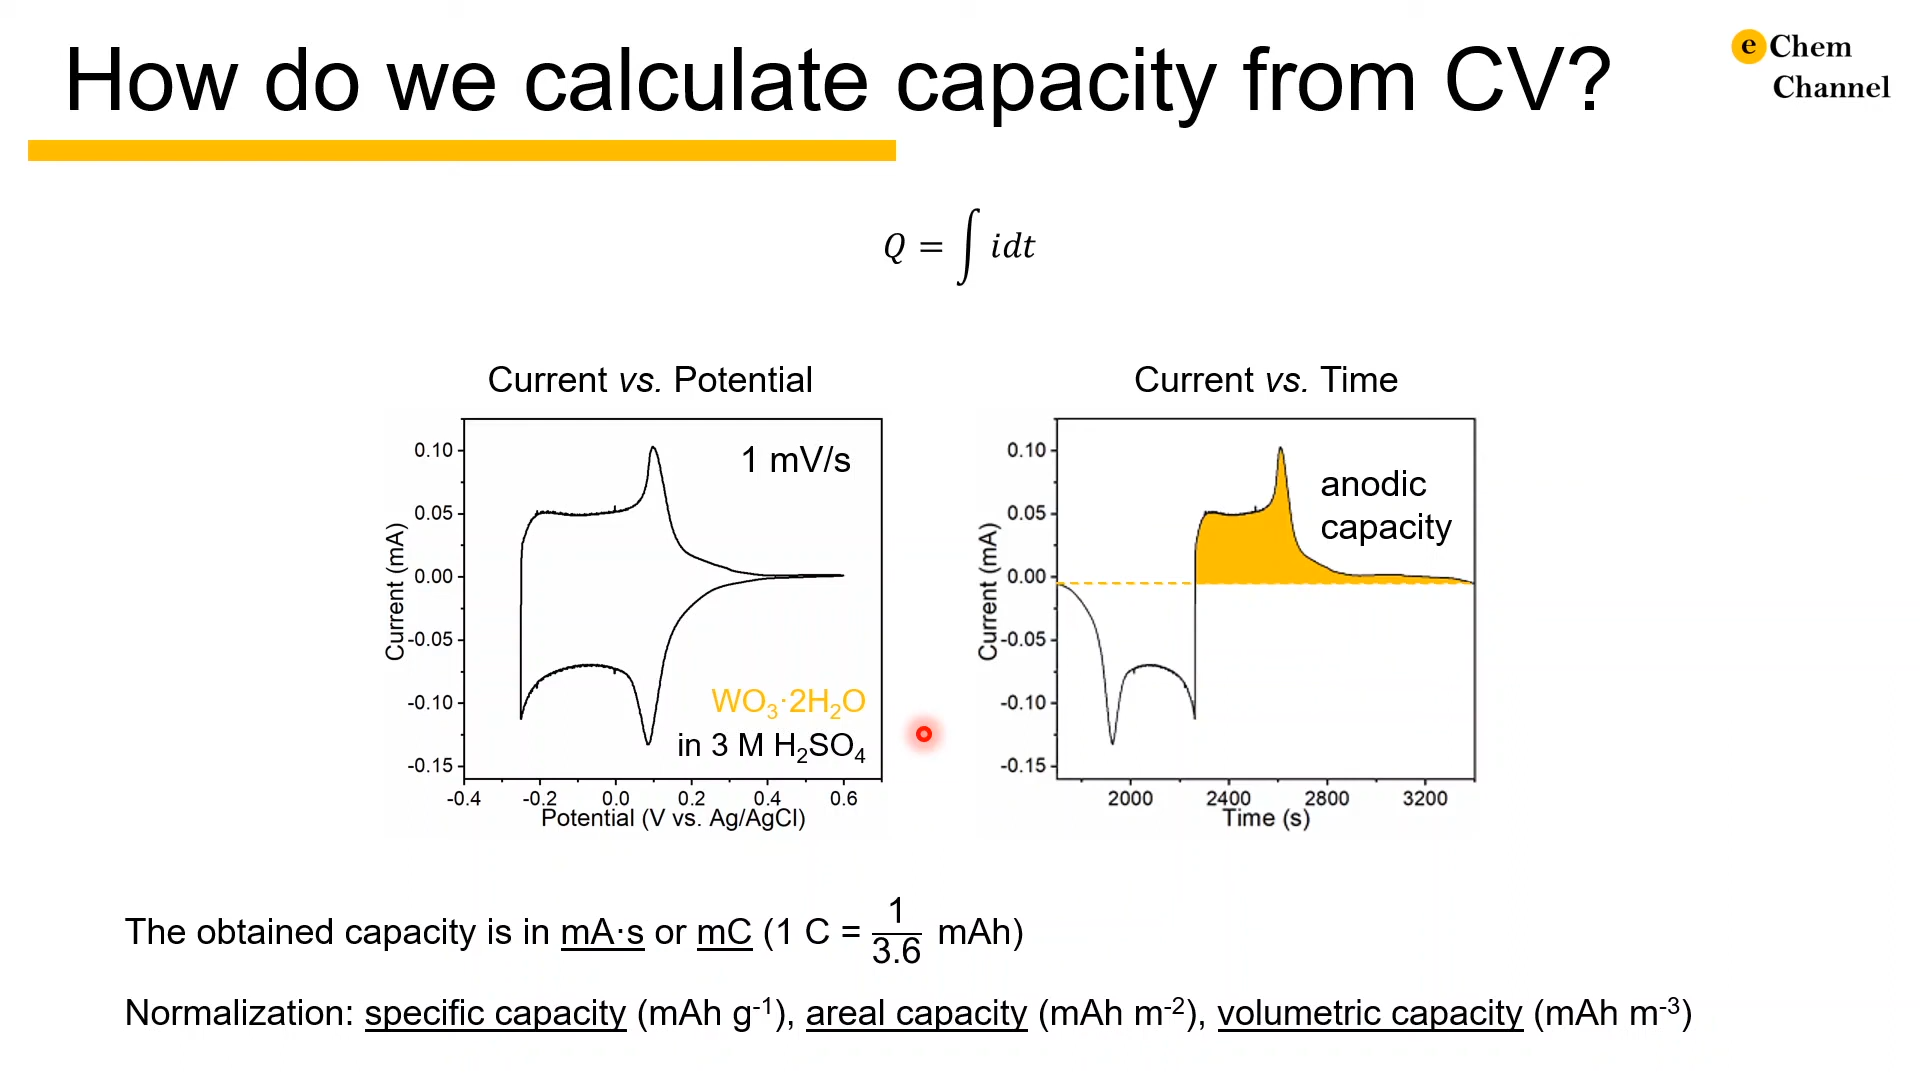 How do we calculate capacity from CV?
e Chem
Channel
Q = ∫ idt
Current vs. Potential
0.10
0.05
0.00
-0.05
-0.10
-0.15
Current (mA)
1 mV/s
WO₃·2H₂O
in 3 M H₂SO₄
-0.4 -0.2 0.0 0.2 0.4 0.6
Potential (V vs. Ag/AgCl)
Current vs. Time
0.10
0.05
0.00
-0.05
-0.10
-0.15
Current (mA)
anodic
capacity
2000 2400 2800 3200
Time (s)
The obtained capacity is in mA·s or mC (1 C = 1/3.6 mAh)
Normalization: specific capacity (mAh g⁻¹), areal capacity (mAh m⁻²), volumetric capacity (mAh m⁻³)